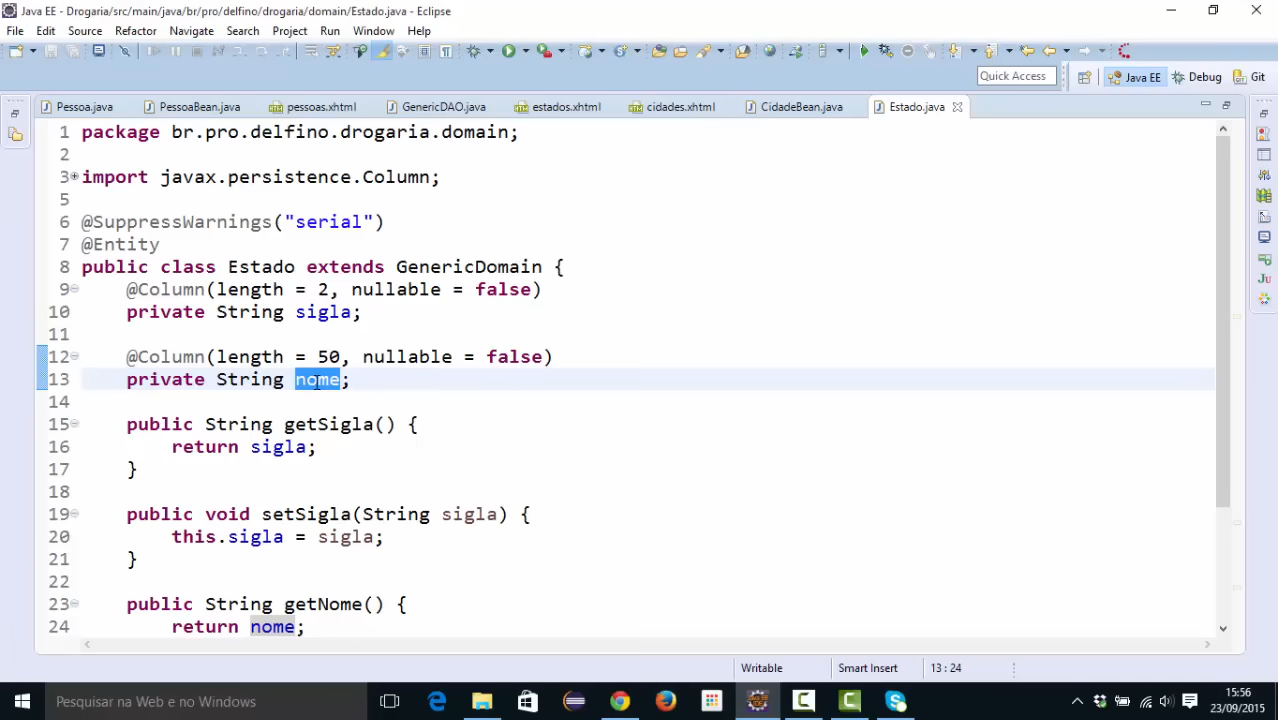 Java EE - Drogaria/src/main/java/br/pro/delfino/drogaria/domain/Estado.java - Eclipse
File Edit Source Refactor Navigate Search Project Run Window Help
Quick Access Java EE Debug Git
Pessoa.java PessoaBean.java pessoas.xhtml GenericDAO.java estados.xhtml cidades.xhtml CidadeBean.java Estado.java
1 package br.pro.delfino.drogaria.domain;
2
3 import javax.persistence.Column;
5
6 @SuppressWarnings("serial")
7 @Entity
8 public class Estado extends GenericDomain {
9 @Column(length = 2, nullable = false)
10 private String sigla;
11
12 @Column(length = 50, nullable = false)
13 private String nome;
14
15 public String getSigla() {
16 return sigla;
17 }
18
19 public void setSigla(String sigla) {
20 this.sigla = sigla;
21 }
22
23 public String getNome() {
24 return nome;
Writable Smart Insert 13 : 24
Pesquisar na Web e no Windows
15:56
23/09/2015